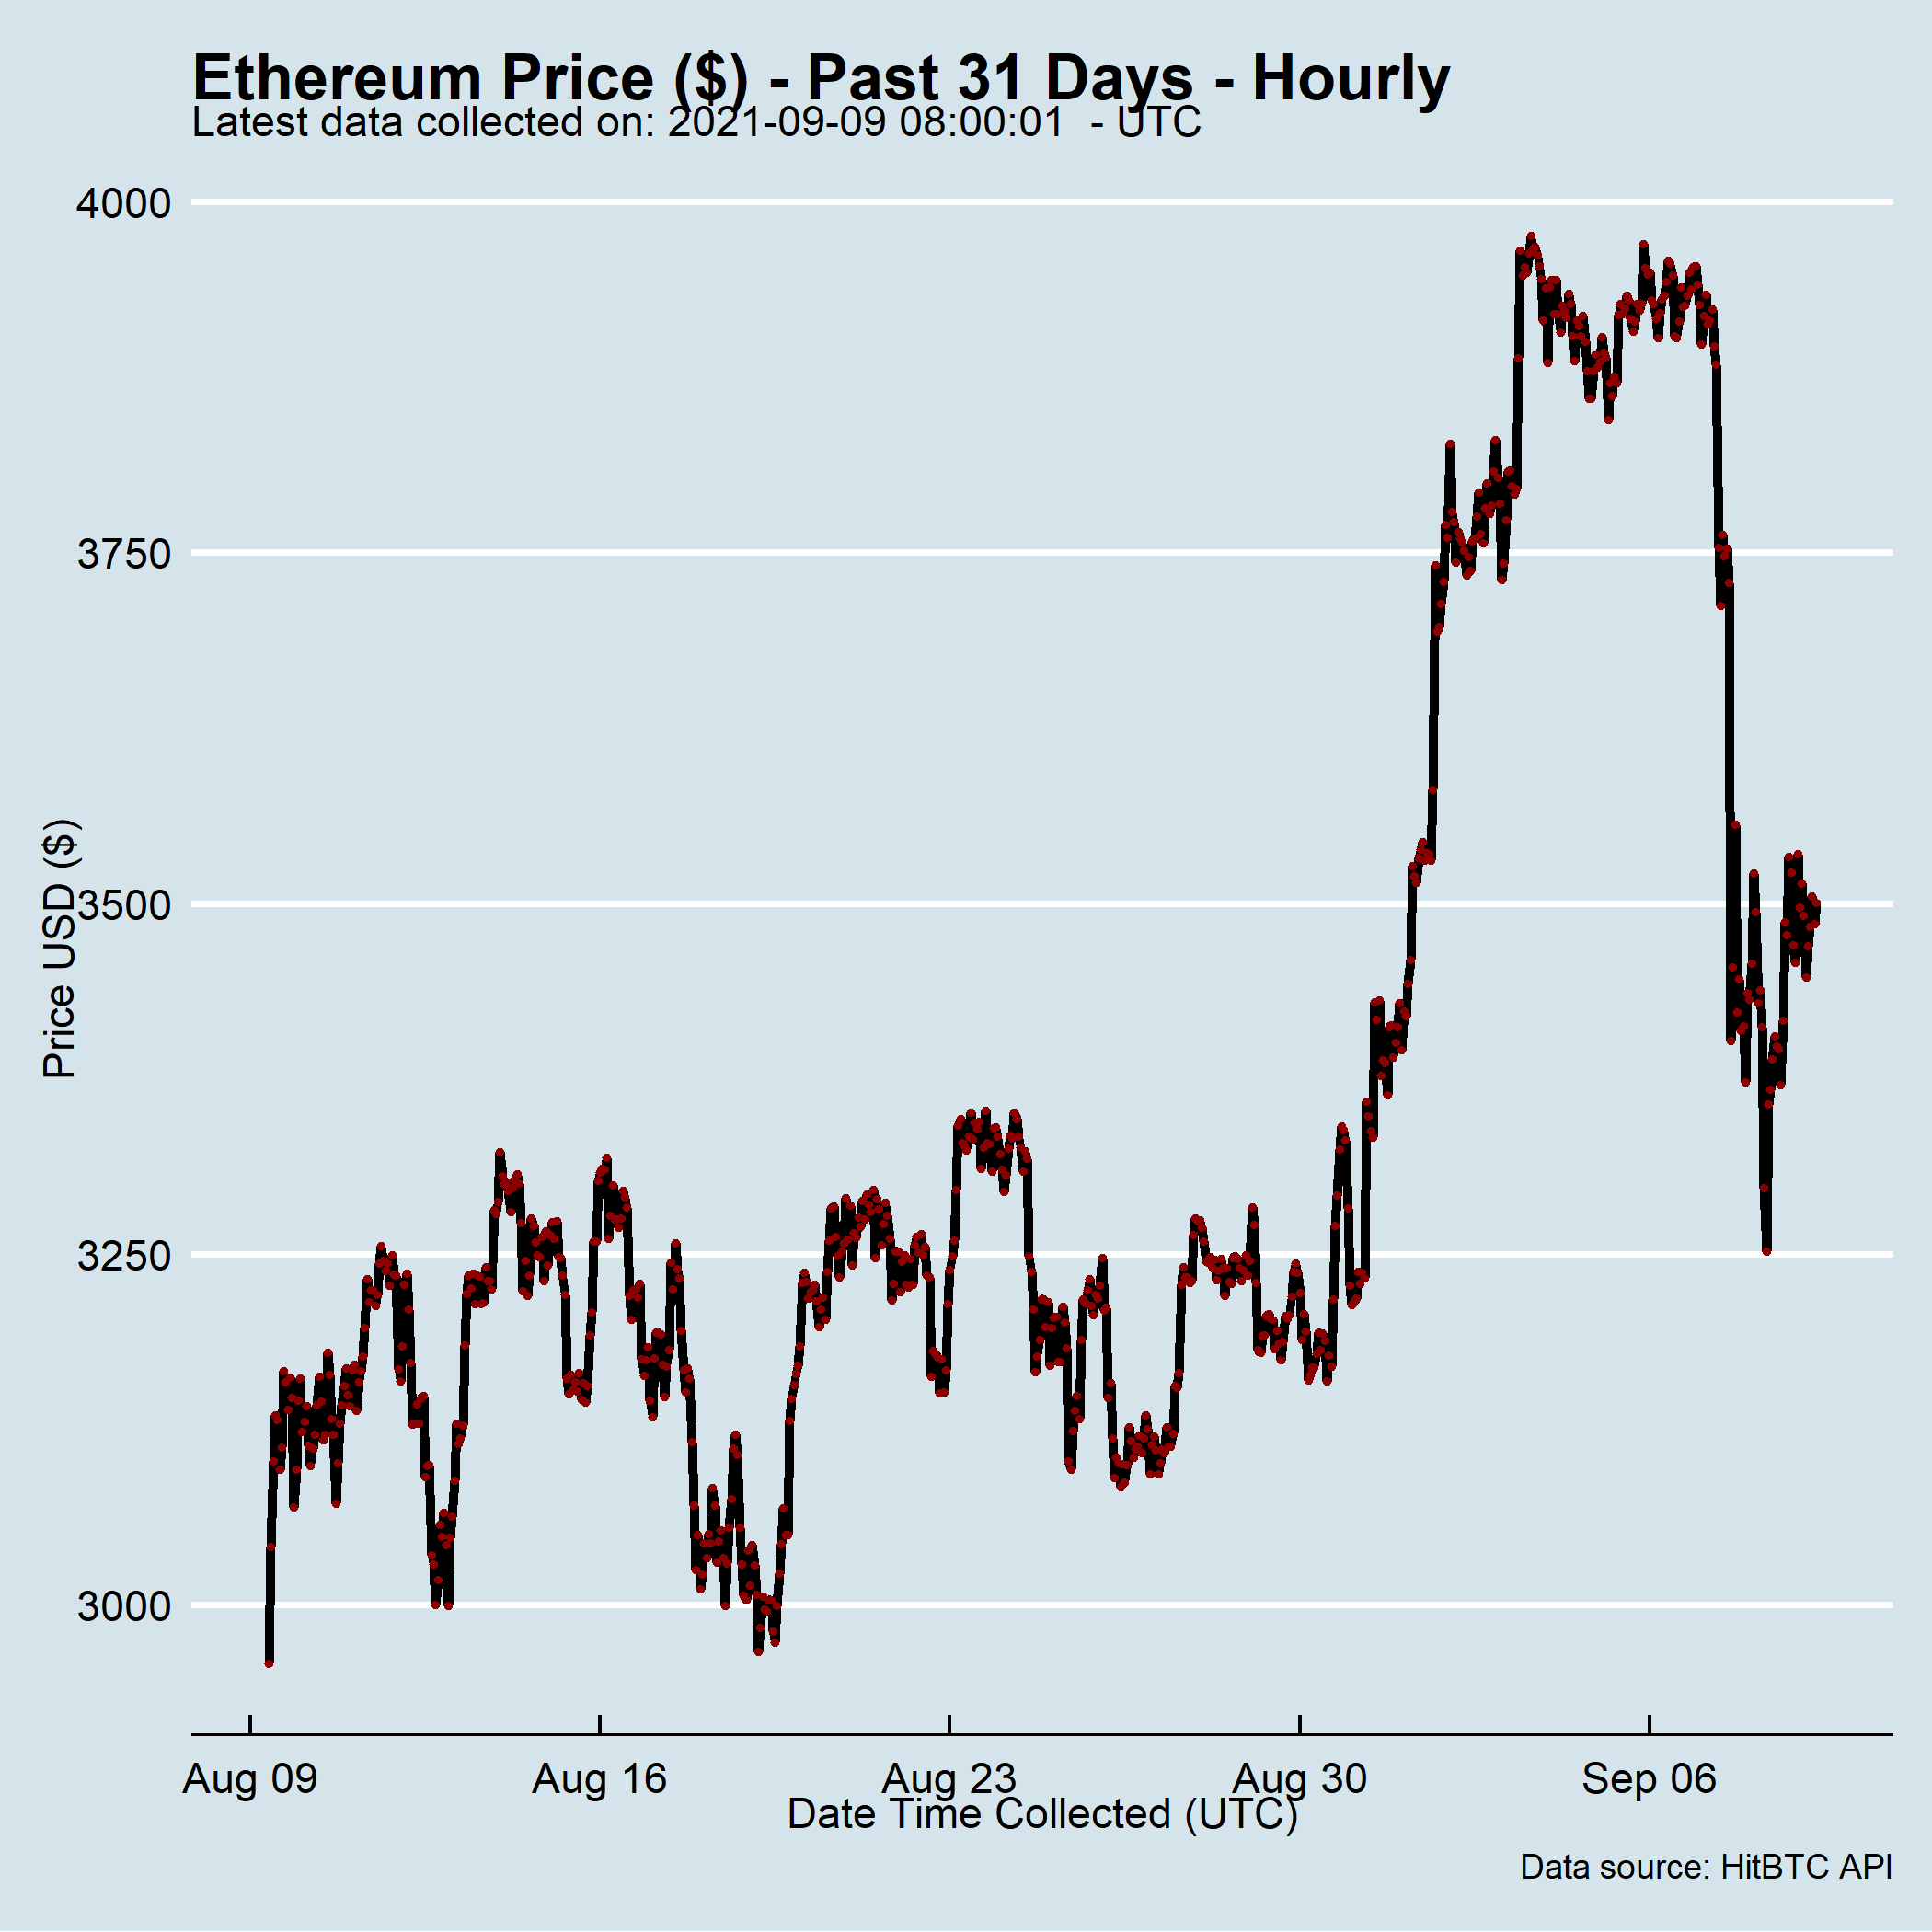 Ethereum Price ($) - Past 31 Days - Hourly
Latest data collected on: 2021-09-09 08:00:01  - UTC
4000
3750
3500
3250
3000
Price USD ($)
Aug 09 Aug 16 Aug 23 Aug 30 Sep 06
Date Time Collected (UTC)
Data source: HitBTC API